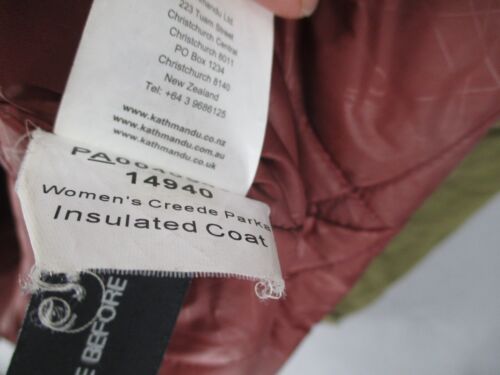 223 Tuam Street
Christchurch Central
Christchurch 8011
PO Box 1234
Christchurch 8140
New Zealand
Tel: +64 3 9686125
www.kathmandu.co.nz
www.kathmandu.com.au
www.kathmandu.co.uk
14940
Women's Creede Parka
Insulated Coat
BEFORE